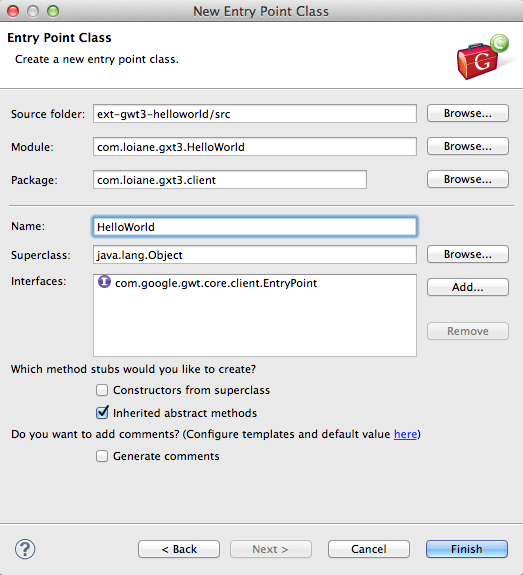 New Entry Point Class
Entry Point Class
Create a new entry point class.
G
C
Source folder: ext-gwt3-helloworld/src Browse...
Module: com.loiane.gxt3.HelloWorld Browse...
Package: com.loiane.gxt3.client Browse...
Name: HelloWorld
Superclass: java.lang.Object Browse...
Interfaces: I com.google.gwt.core.client.EntryPoint Add...
Remove
Which method stubs would you like to create?
Constructors from superclass
Inherited abstract methods
Do you want to add comments? (Configure templates and default value here)
Generate comments
? < Back Next > Cancel Finish